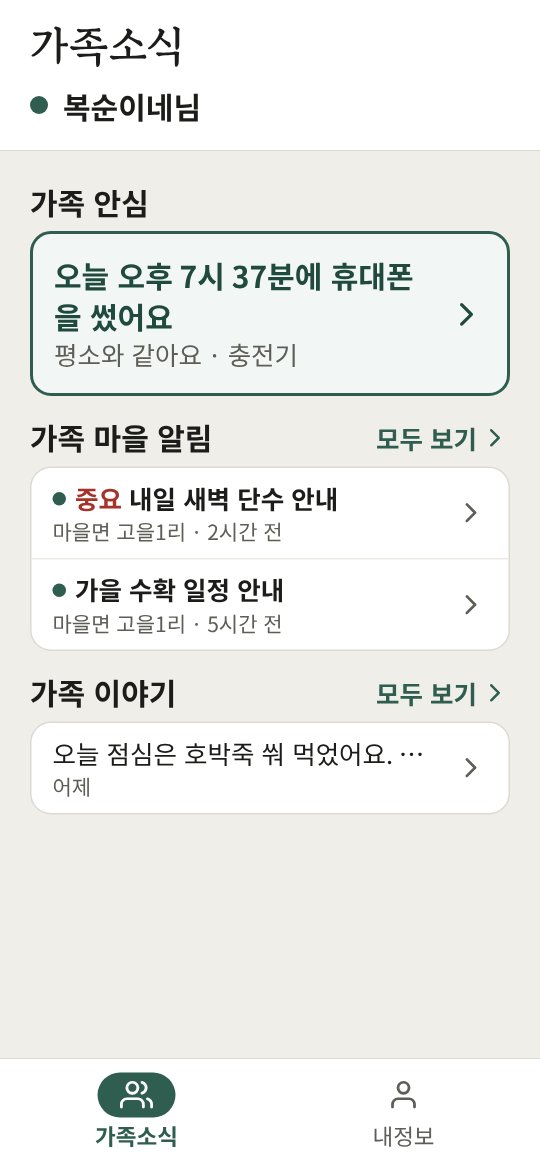 가족소식
복순이네님
가족 안심
오늘 오후 7시 37분에 휴대폰
을 썼어요
평소와 같아요 · 충전기
가족 마을 알림
모두 보기
중요 내일 새벽 단수 안내
마을면 고을1리 · 2시간 전
가을 수확 일정 안내
마을면 고을1리 · 5시간 전
가족 이야기
모두 보기
오늘 점심은 호박죽 쒀 먹었어요. ⋯
어제
가족소식
내정보